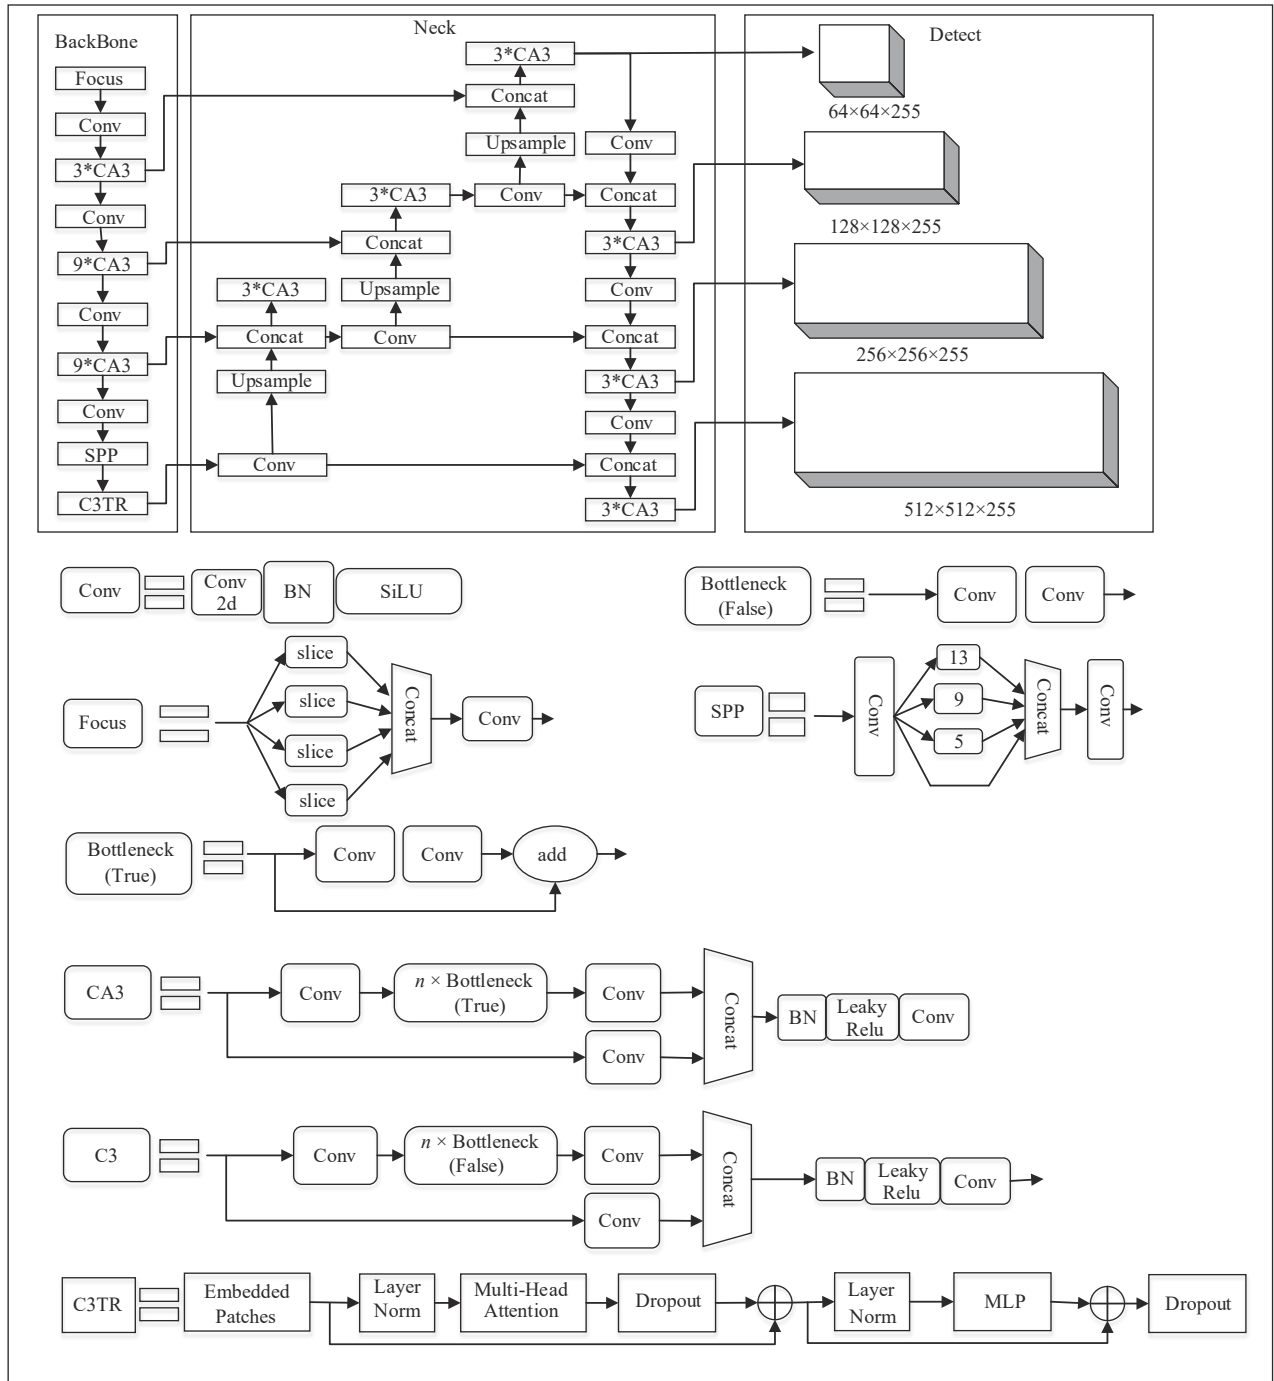 BackBone
Focus
Conv
3*CA3
Conv
9*CA3
Conv
9*CA3
Conv
SPP
C3TR
Neck
3*CA3
Concat
Upsample
Conv
3*CA3
Conv
Concat
Concat
3*CA3
3*CA3
Upsample
Conv
Concat
Conv
Concat
Upsample
3*CA3
Conv
Conv
Concat
3*CA3
Detect
64×64×255
128×128×255
256×256×255
512×512×255
Conv
Conv
2d
BN
SiLU
Bottleneck
(False)
Conv
Conv
Focus
slice
slice
slice
slice
Concat
Conv
SPP
Conv
13
9
5
Concat
Conv
Bottleneck
(True)
Conv
Conv
add
CA3
Conv
n × Bottleneck
(True)
Conv
Conv
Concat
BN
Leaky
Relu
Conv
C3
Conv
n × Bottleneck
(False)
Conv
Conv
Concat
BN
Leaky
Relu
Conv
C3TR
Embedded
Patches
Layer
Norm
Multi-Head
Attention
Dropout
Layer
Norm
MLP
Dropout